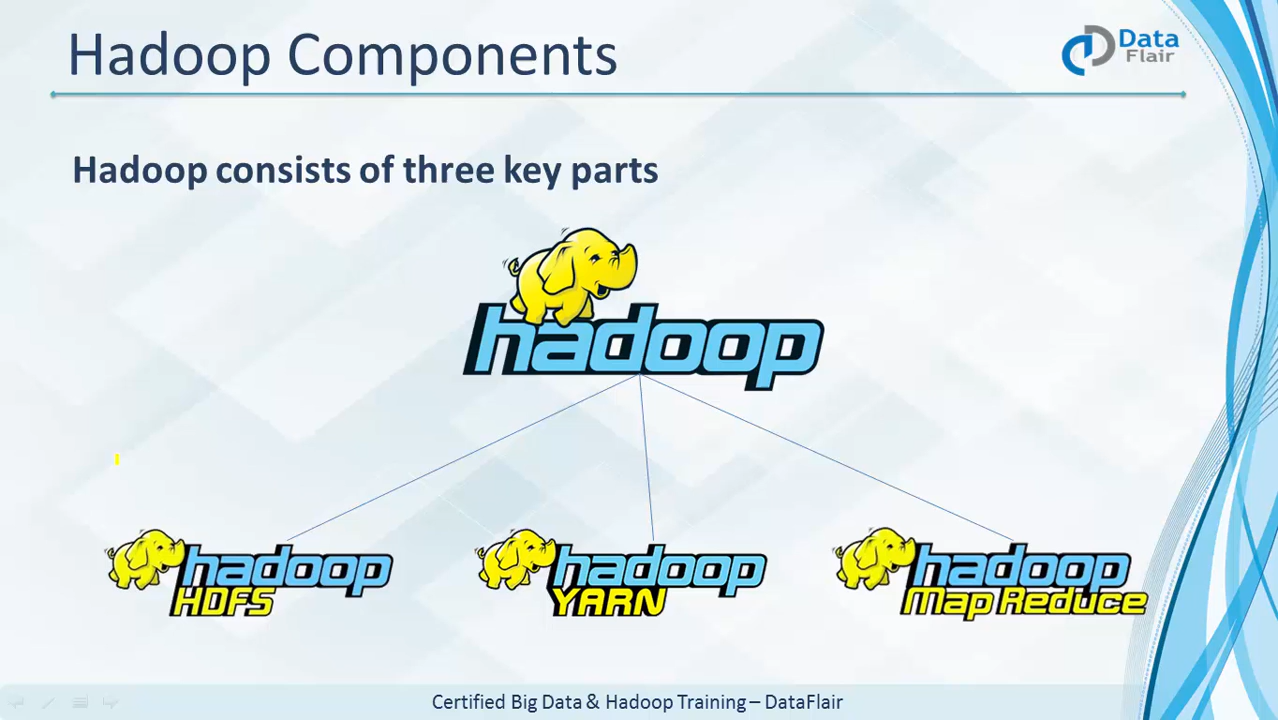 Hadoop Components
Data
Flair
Hadoop consists of three key parts
hadoop
hadoop
HDFS
hadoop
YARN
hadoop
Map Reduce
Certified Big Data & Hadoop Training – DataFlair